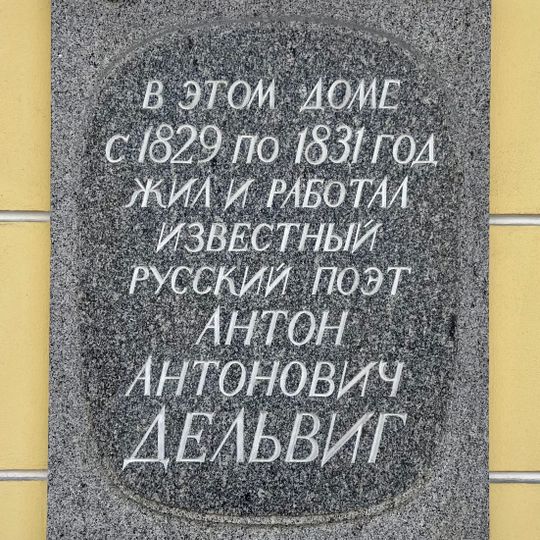 В ЭТОМ ДОМЕ
С 1829 ПО 1831 ГОД
ЖИЛ И РАБОТАЛ
ИЗВЕСТНЫЙ
РУССКИЙ ПОЭТ
АНТОН
АНТОНОВИЧ
ДЕЛЬВИГ